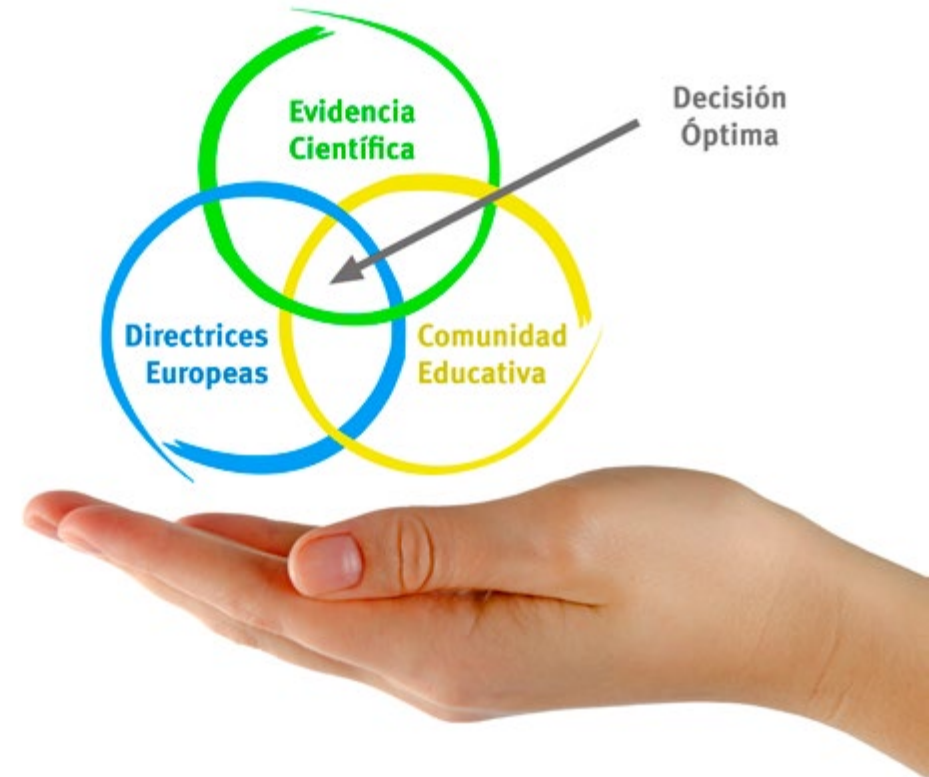 Evidencia
Científica
Decisión
Óptima
Directrices
Europeas
Comunidad
Educativa